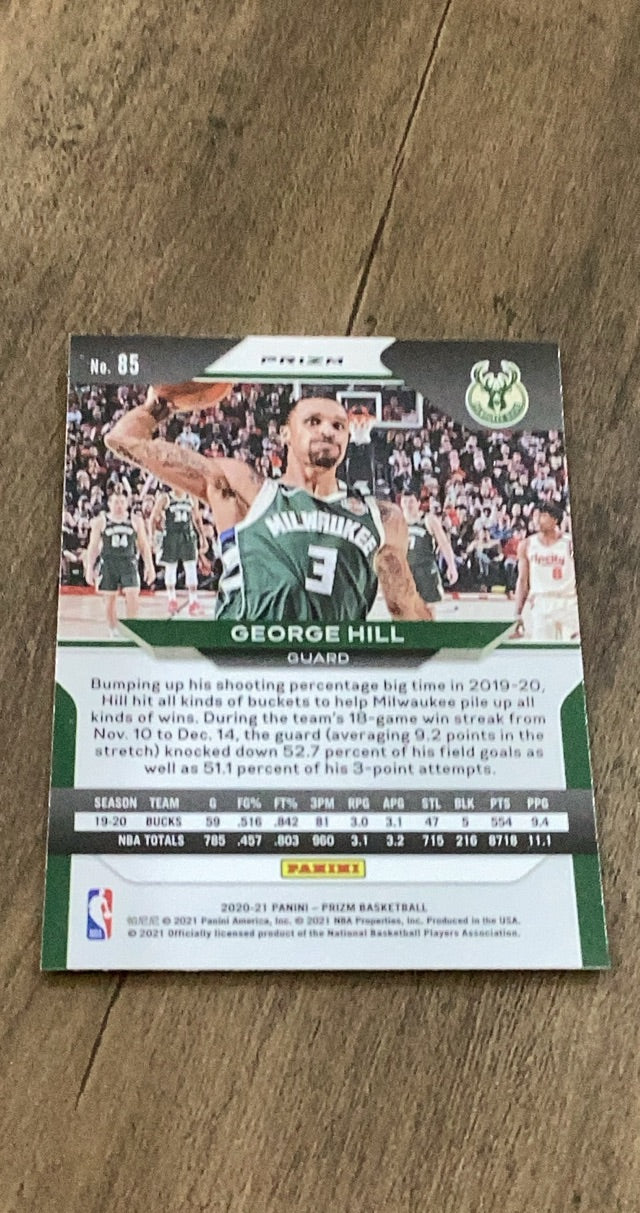 No. 85
PRIZM
MILWAUKEE
3
GEORGE HILL
GUARD
Bumping up his shooting percentage big time in 2019-20,
Hill hit all kinds of buckets to help Milwaukee pile up all
kinds of wins. During the team's 18-game win streak from
Nov. 10 to Dec. 14, the guard (averaging 9.2 points in the
stretch) knocked down 52.7 percent of his field goals as
well as 51.1 percent of his 3-point attempts.
SEASON TEAM G FG% FT% 3PM RPG APG STL BLK PTS PPG
19-20 BUCKS 59 .516 .842 81 3.0 3.1 47 5 554 9.4
NBA TOTALS 785 .457 .803 960 3.1 3.2 715 216 8718 11.1
PANINI
2020-21 PANINI – PRIZM BASKETBALL
帕尼尼 © 2021 Panini America, Inc. © 2021 NBA Properties, Inc. Produced in the USA.
© 2021 Officially licensed product of the National Basketball Players Association.